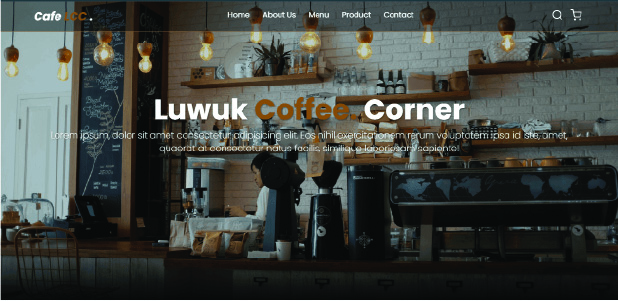 Cafe LCC .
Home About Us Menu Product Contact
Luwuk Coffee. Corner
Lorem ipsum, dolor sit amet consectetur adipisicing elit. Eos nihil exercitationem rerum voluptatem ipsa id iste, amet,
quaerat at consectetur natus facilis, similique laboriosam sapiente!